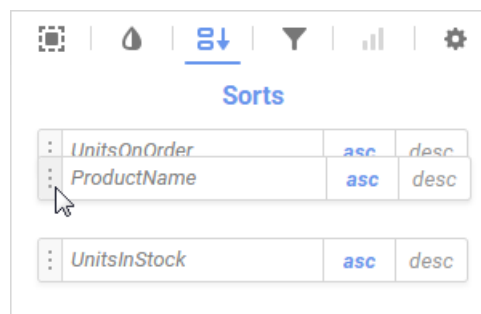 Sorts
UnitsOnOrder asc desc
ProductName asc desc
UnitsInStock asc desc